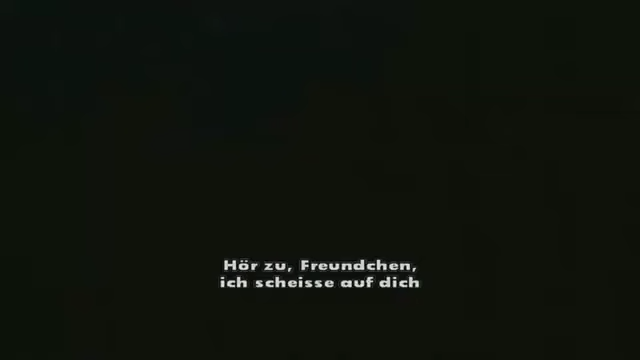 Hör zu, Freundchen,
ich scheisse auf dich